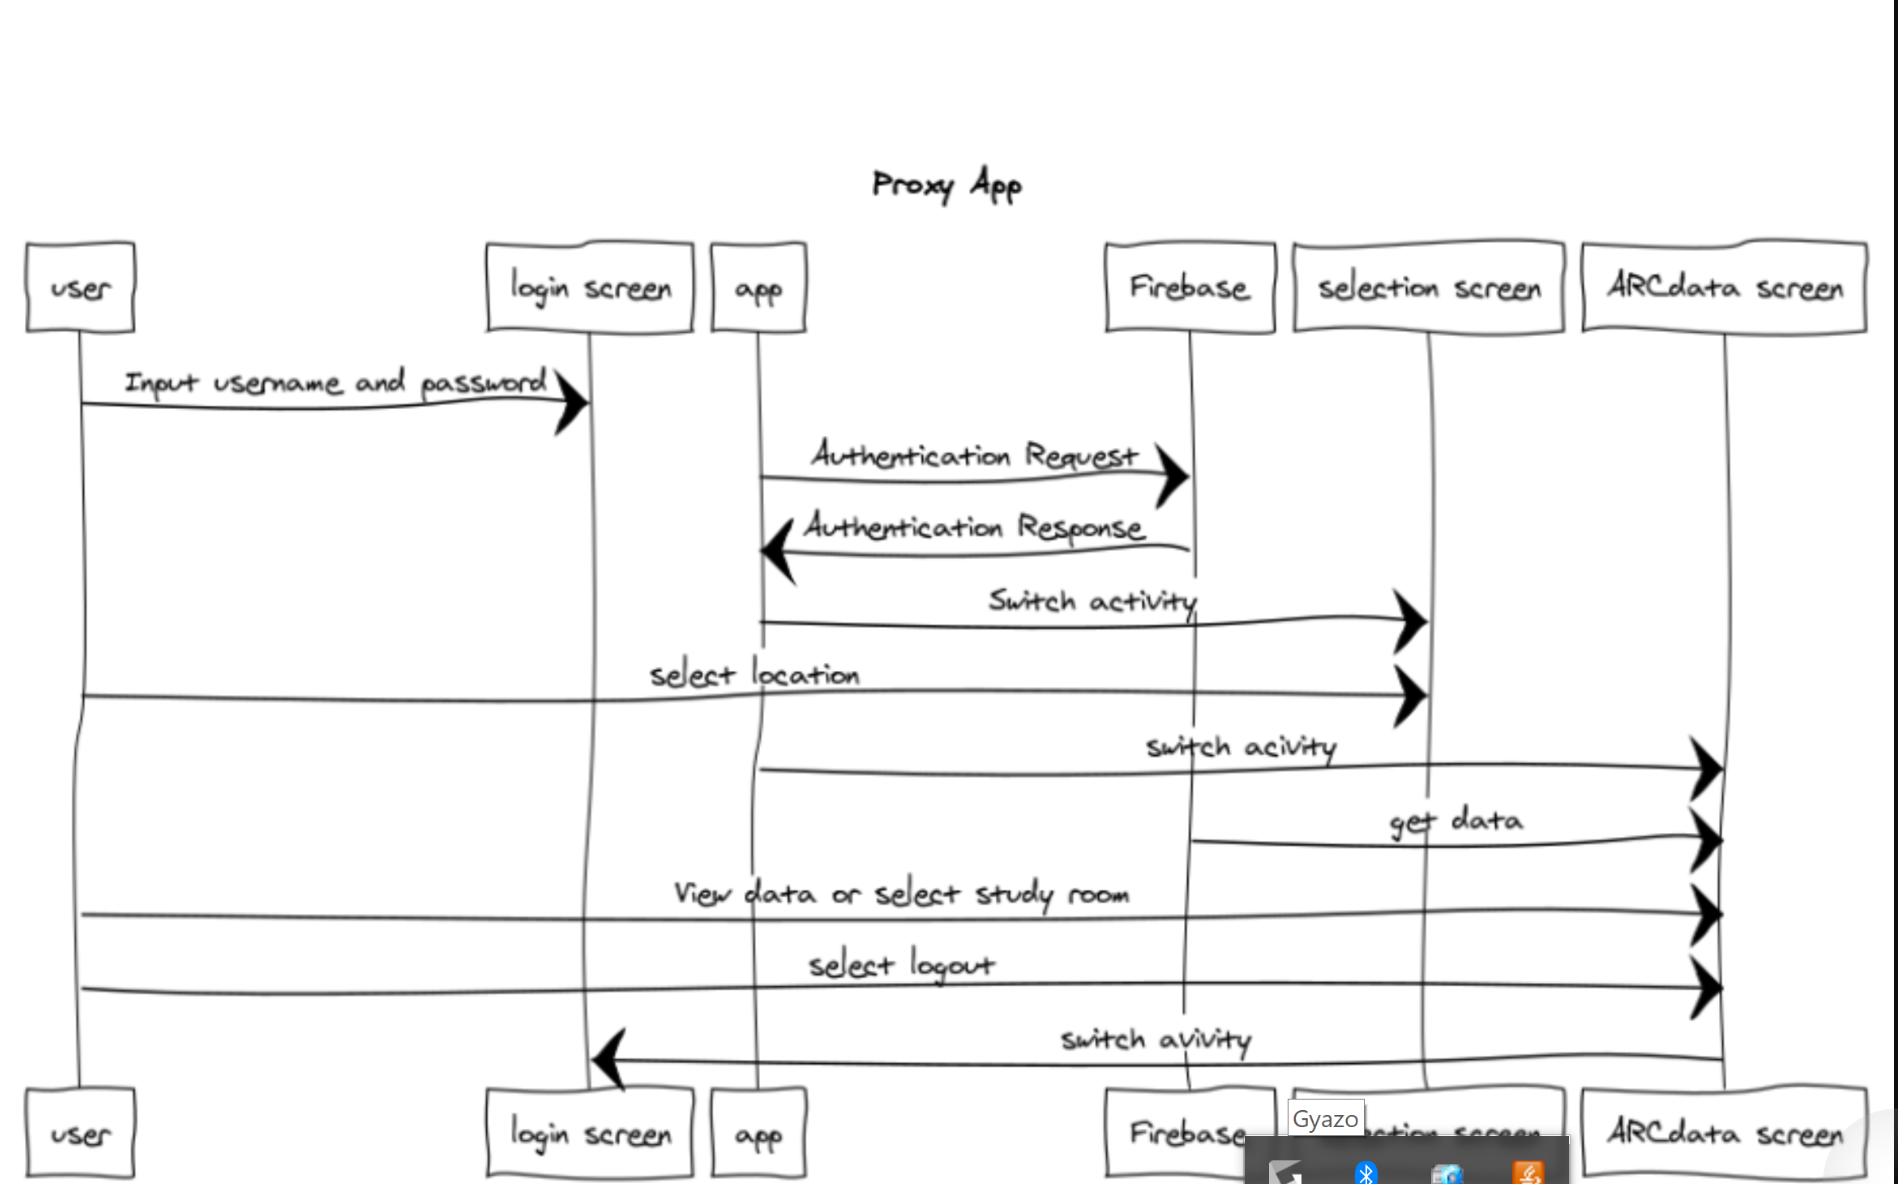 Proxy App
user
login screen
app
Firebase
selection screen
ARCdata screen
Input username and password
Authentication Request
Authentication Response
Switch activity
select location
switch acivity
get data
View data or select study room
select logout
switch avivity
user
login screen
app
Firebase
Gyazo
screen
ARCdata screen